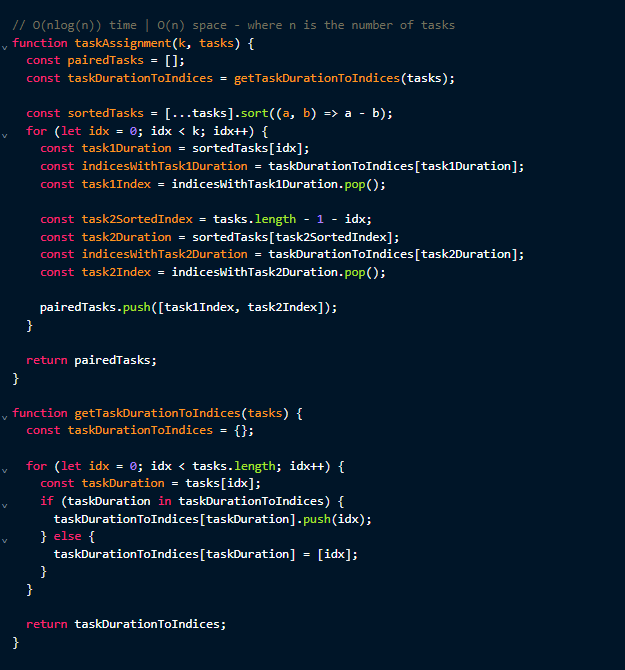 // O(nlog(n)) time | O(n) space - where n is the number of tasks
function taskAssignment(k, tasks) {
  const pairedTasks = [];
  const taskDurationToIndices = getTaskDurationToIndices(tasks);

  const sortedTasks = [...tasks].sort((a, b) => a - b);
  for (let idx = 0; idx < k; idx++) {
    const task1Duration = sortedTasks[idx];
    const indicesWithTask1Duration = taskDurationToIndices[task1Duration];
    const task1Index = indicesWithTask1Duration.pop();

    const task2SortedIndex = tasks.length - 1 - idx;
    const task2Duration = sortedTasks[task2SortedIndex];
    const indicesWithTask2Duration = taskDurationToIndices[task2Duration];
    const task2Index = indicesWithTask2Duration.pop();

    pairedTasks.push([task1Index, task2Index]);
  }

  return pairedTasks;
}

function getTaskDurationToIndices(tasks) {
  const taskDurationToIndices = {};

  for (let idx = 0; idx < tasks.length; idx++) {
    const taskDuration = tasks[idx];
    if (taskDuration in taskDurationToIndices) {
      taskDurationToIndices[taskDuration].push(idx);
    } else {
      taskDurationToIndices[taskDuration] = [idx];
    }
  }

  return taskDurationToIndices;
}